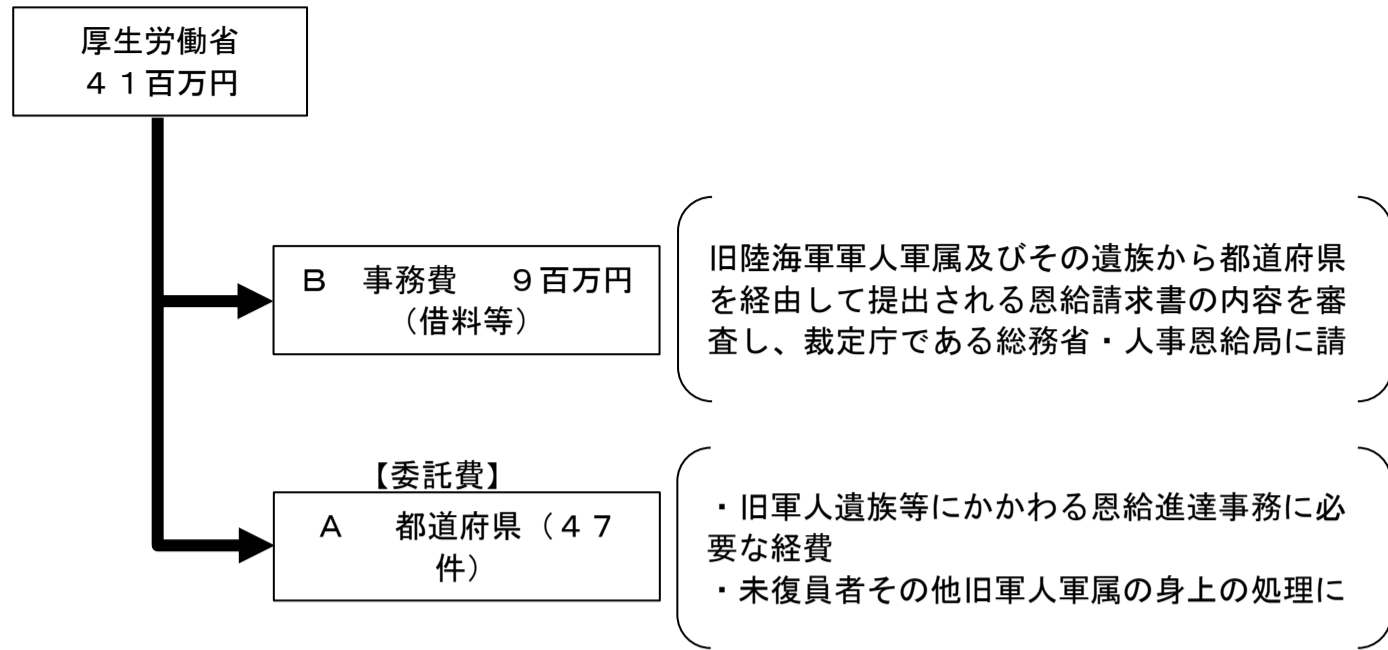 厚生労働省
４１百万円
Ｂ　事務費　　９百万円
（借料等）
旧陸海軍軍人軍属及びその遺族から都道府県
を経由して提出される恩給請求書の内容を審
査し、裁定庁である総務省・人事恩給局に請
【委託費】
Ａ　　都道府県（４７
件）
・旧軍人遺族等にかかわる恩給進達事務に必
要な経費
・未復員者その他旧軍人軍属の身上の処理に